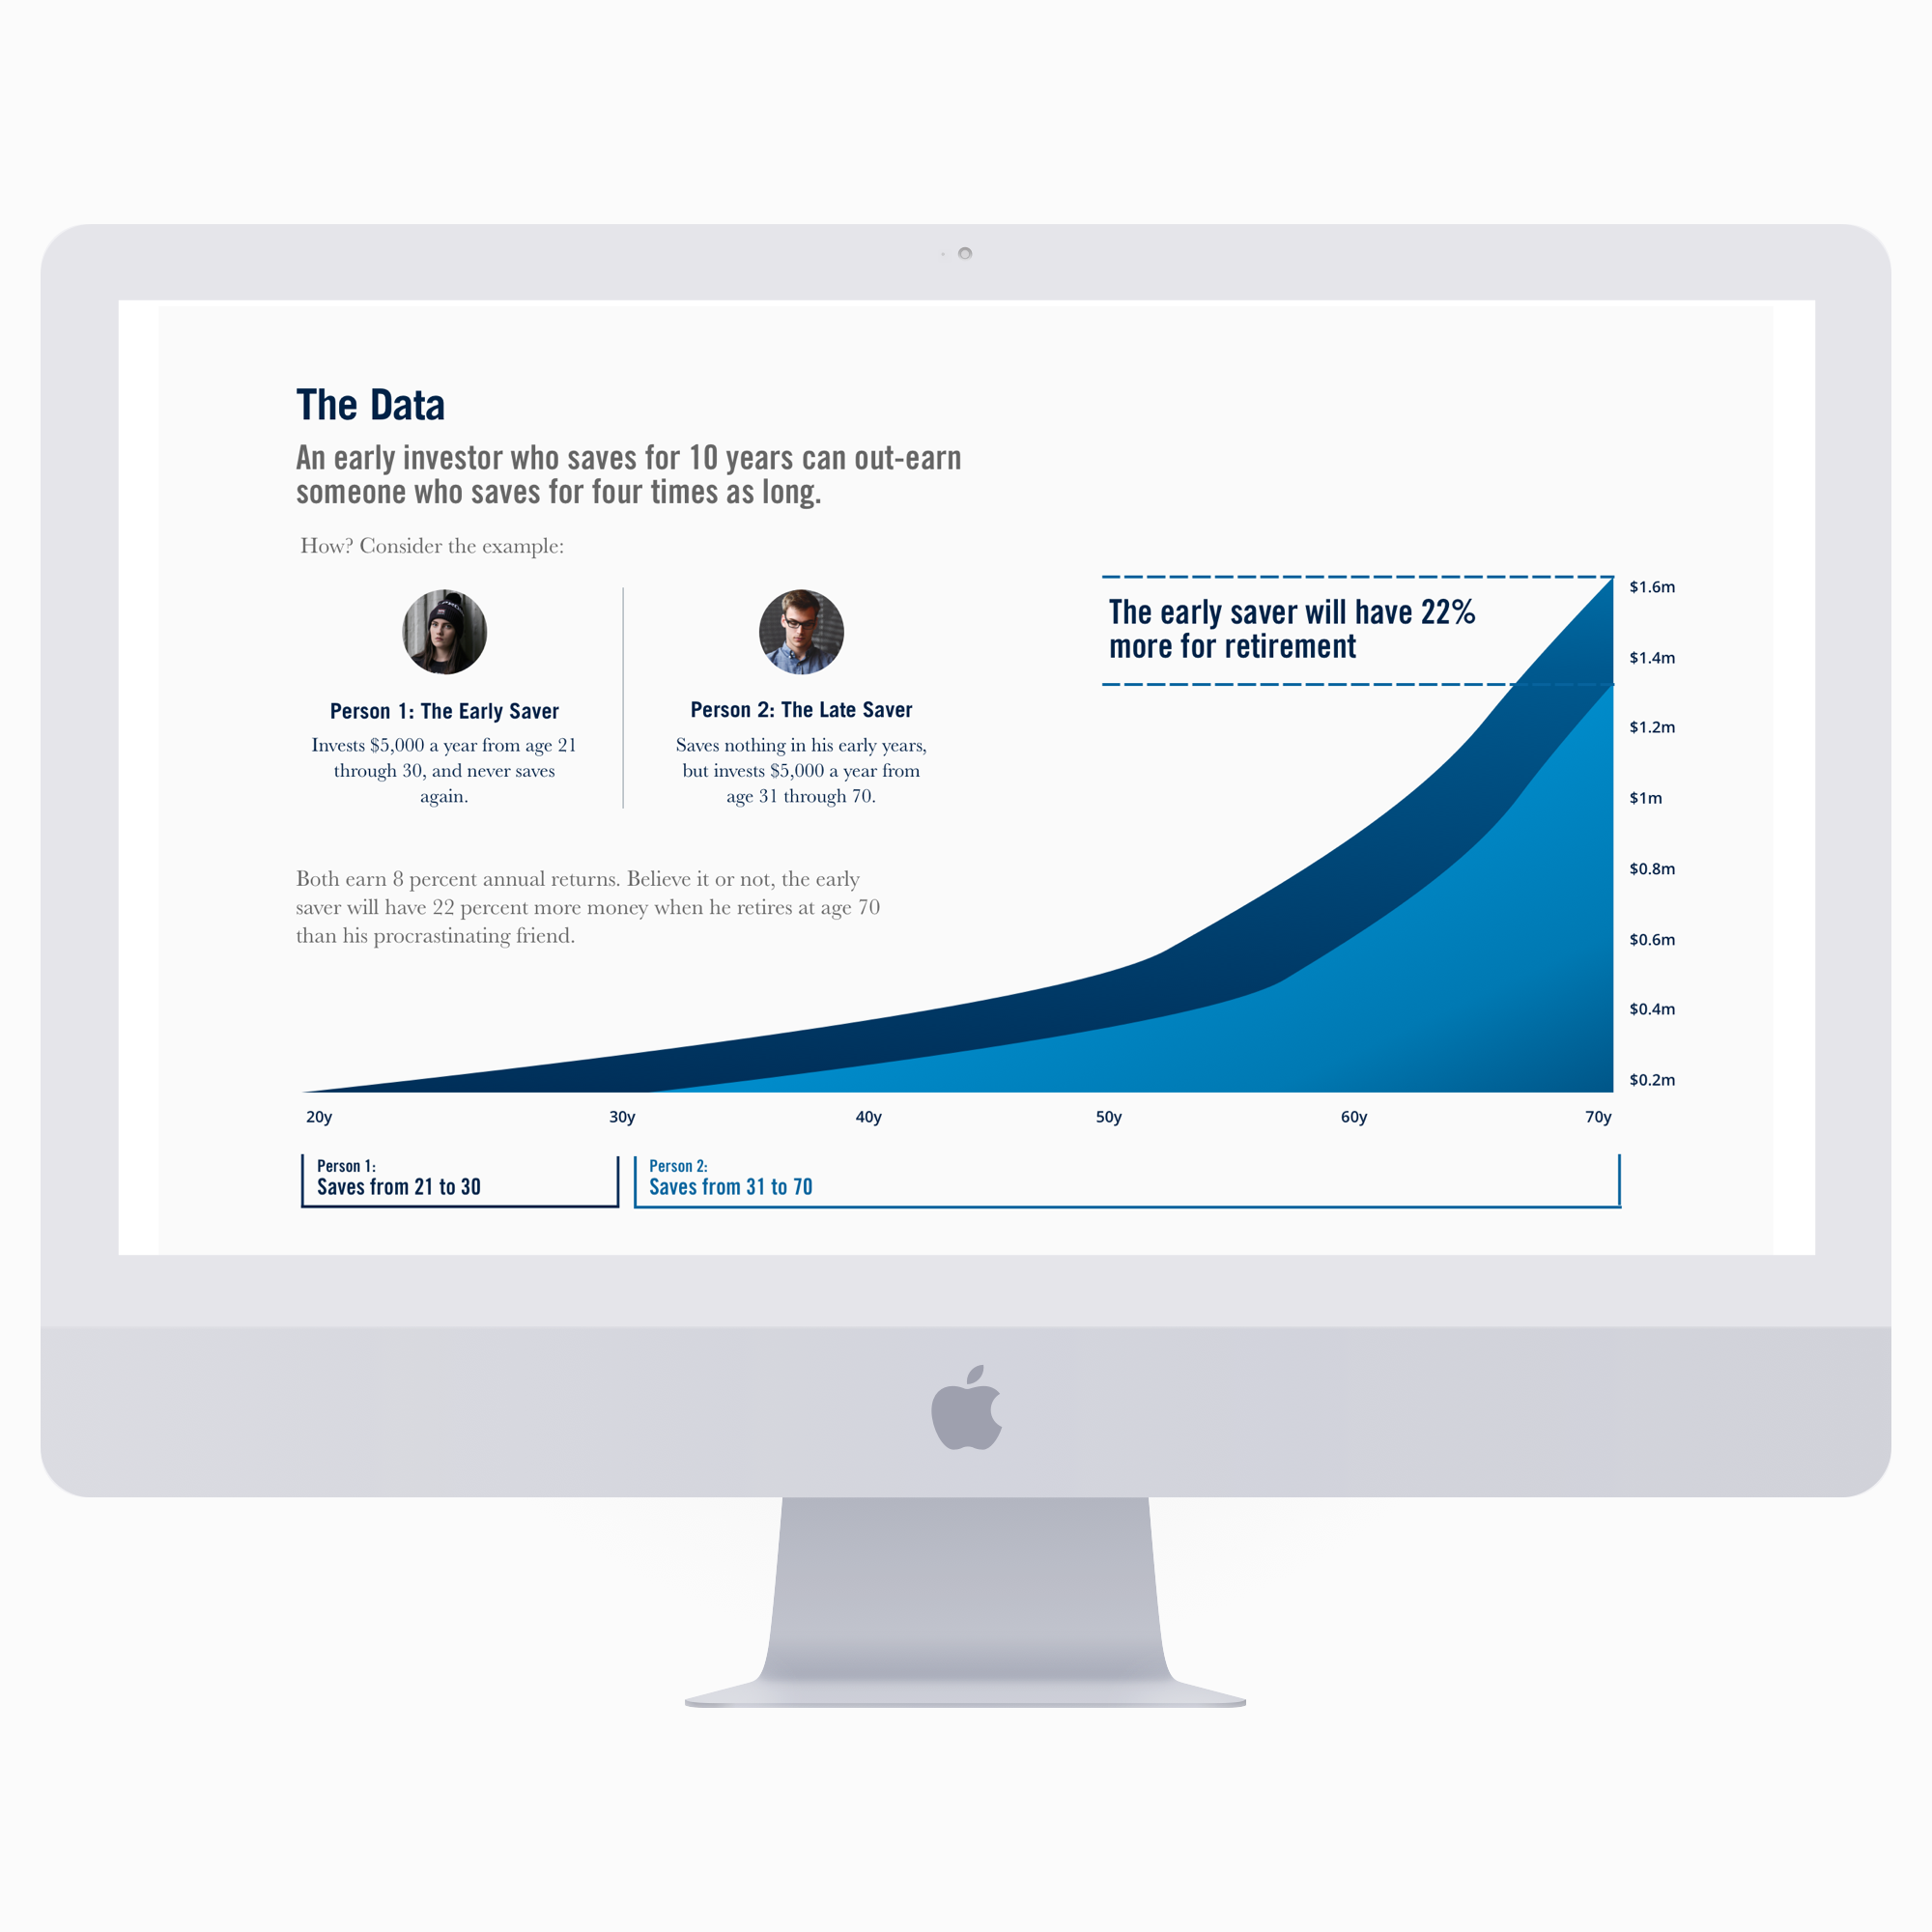 The Data
An early investor who saves for 10 years can out-earn
someone who saves for four times as long.
How? Consider the example:
Person 1: The Early Saver
Invests $5,000 a year from age 21
through 30, and never saves
again.
Person 2: The Late Saver
Saves nothing in his early years,
but invests $5,000 a year from
age 31 through 70.
Both earn 8 percent annual returns. Believe it or not, the early
saver will have 22 percent more money when he retires at age 70
than his procrastinating friend.
The early saver will have 22%
more for retirement
$1.6m
$1.4m
$1.2m
$1m
$0.8m
$0.6m
$0.4m
$0.2m
20y 30y 40y 50y 60y 70y
Person 1:
Saves from 21 to 30
Person 2:
Saves from 31 to 70